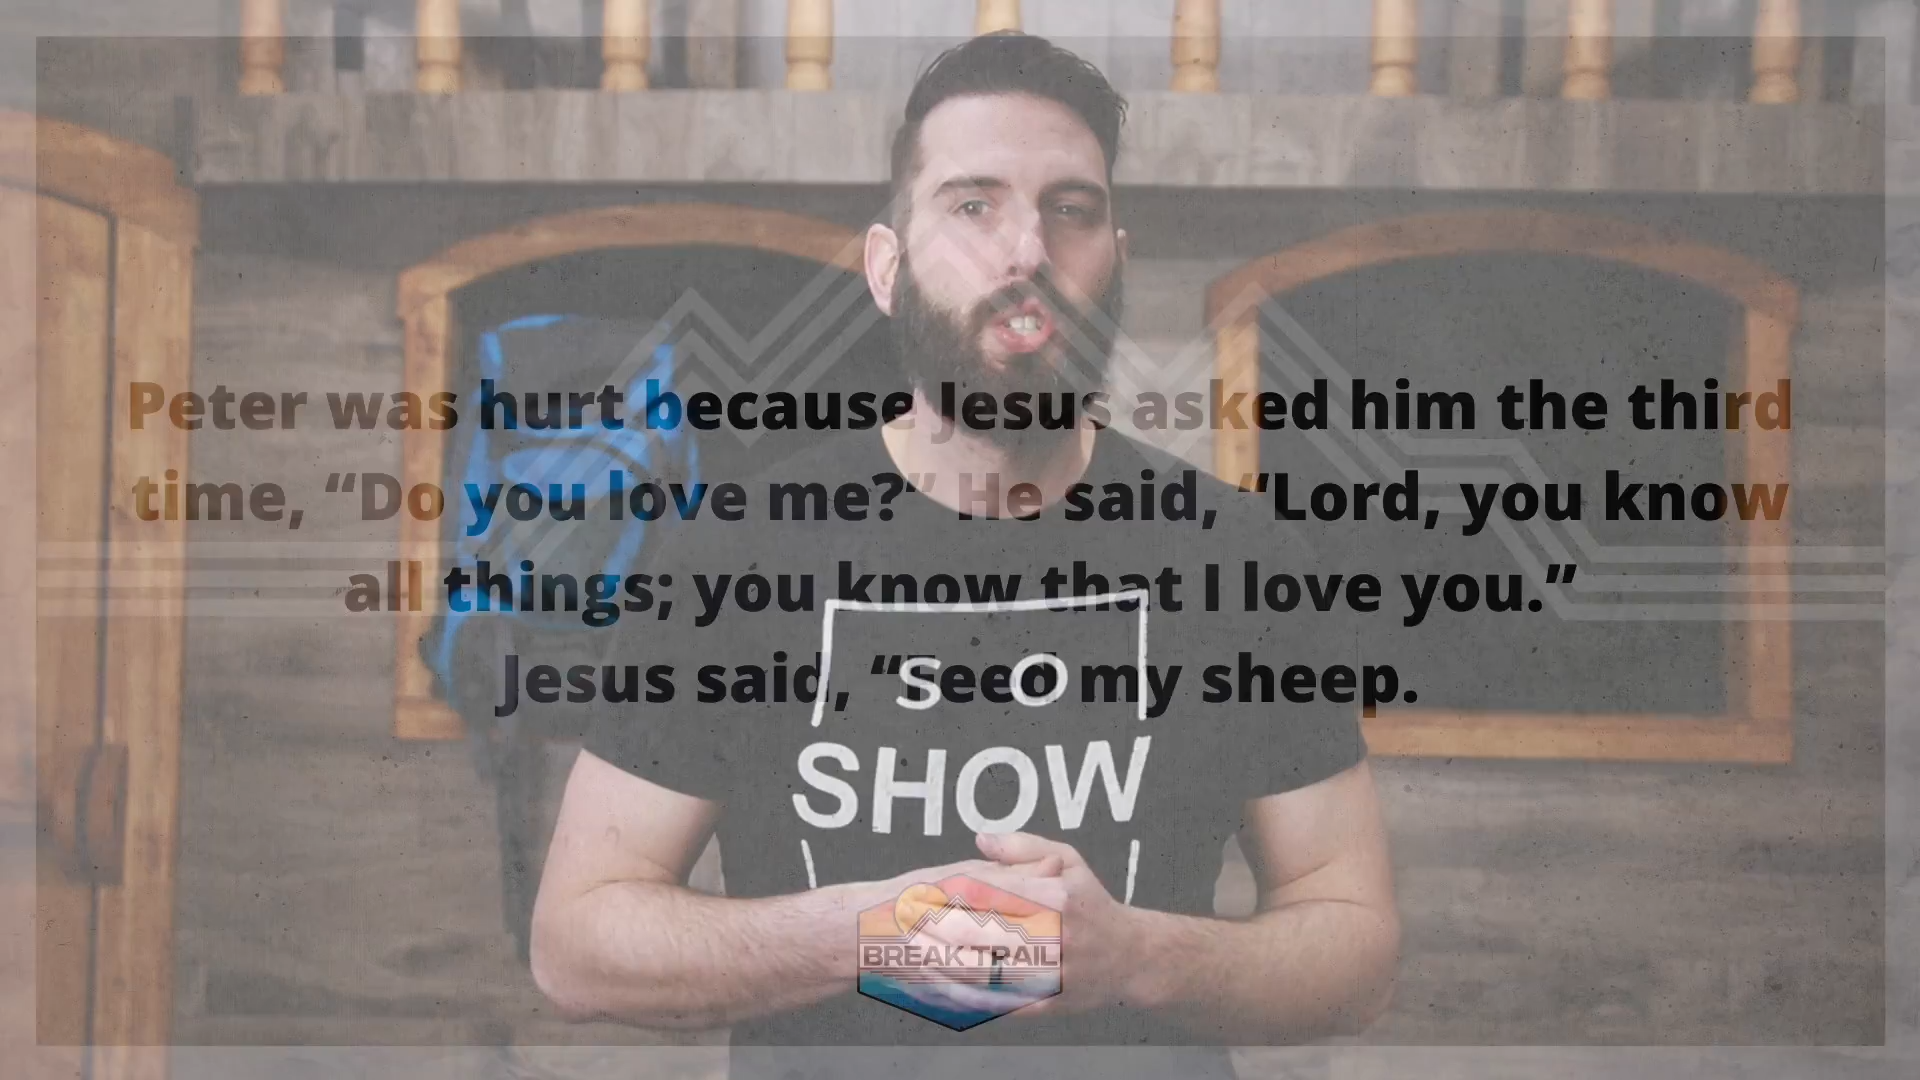 Peter was hurt because Jesus asked him the third
time, “Do you love me?” He said, “Lord, you know
all things; you know that I love you.”
Jesus said, “Feed my sheep.
S O
SHOW
BREAK TRAIL